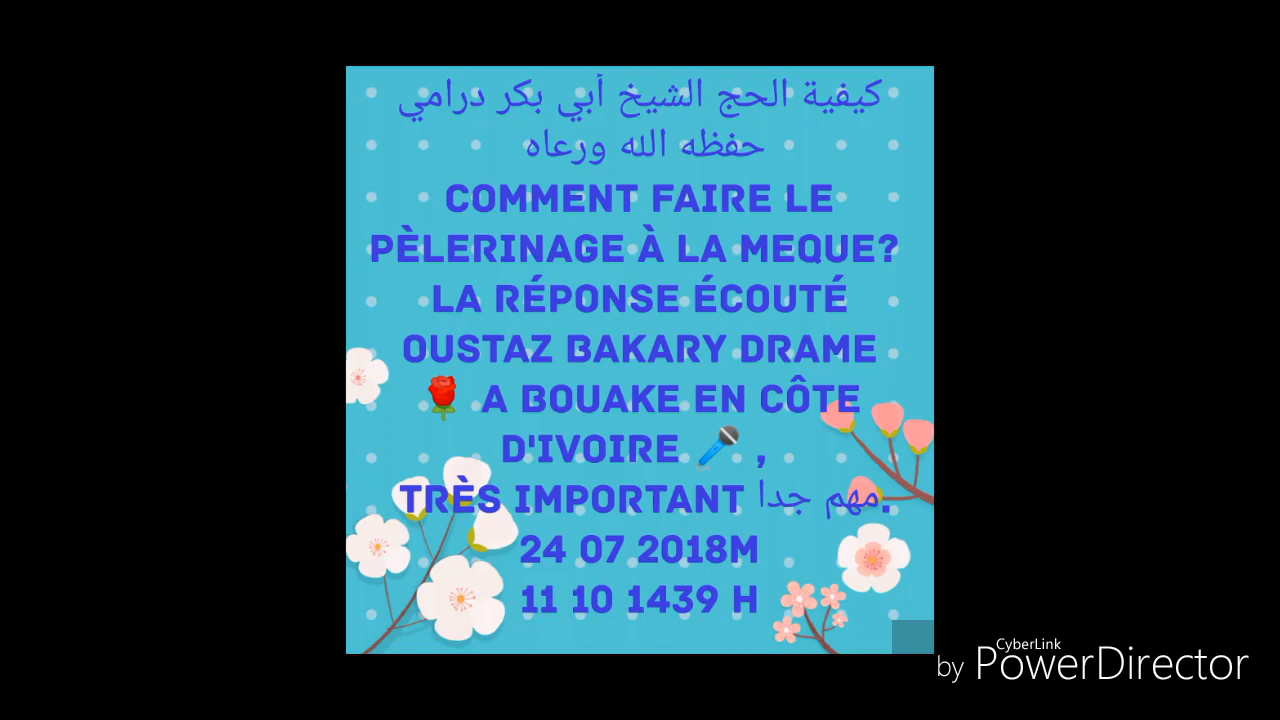 كيفية الحج الشيخ أبي بكر درامي
حفظه الله ورعاه
COMMENT FAIRE LE
PÈLERINAGE À LA MEQUE?
LA RÉPONSE ÉCOUTÉ
OUSTAZ BAKARY DRAME
🌹 A BOUAKE EN CÔTE
D'IVOIRE 🎤 ,
TRÈS IMPORTANT مهم جدا.
24 07 2018M
11 10 1439 H
CyberLink
by PowerDirector